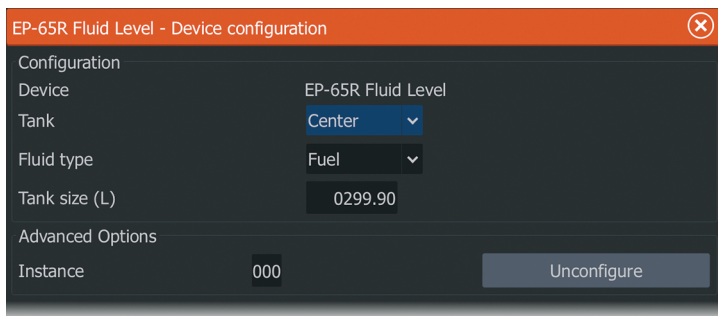 EP-65R Fluid Level - Device configuration
Configuration
Device EP-65R Fluid Level
Tank Center
Fluid type Fuel
Tank size (L) 0299.90
Advanced Options
Instance 000 Unconfigure